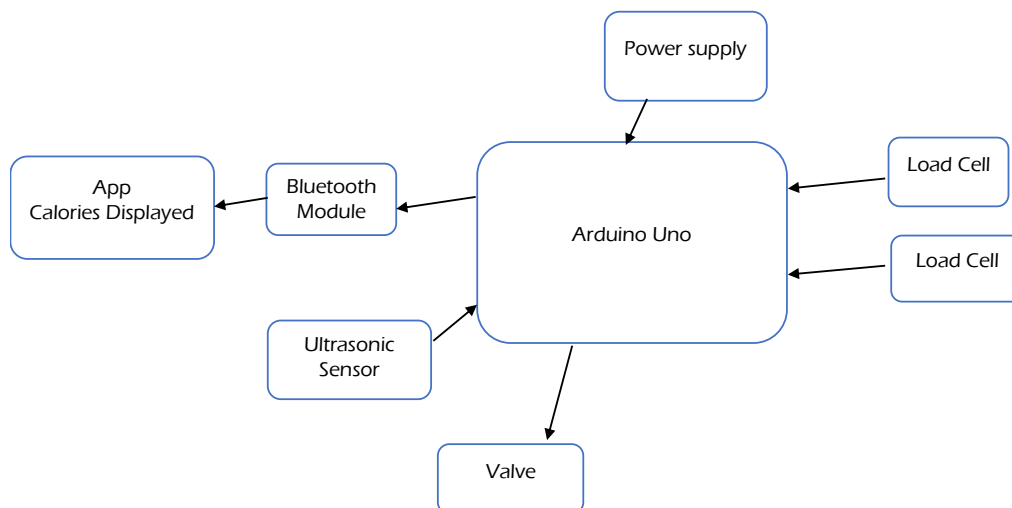 Power supply
App
Calories Displayed
Bluetooth
Module
Arduino Uno
Load Cell
Load Cell
Ultrasonic
Sensor
Valve